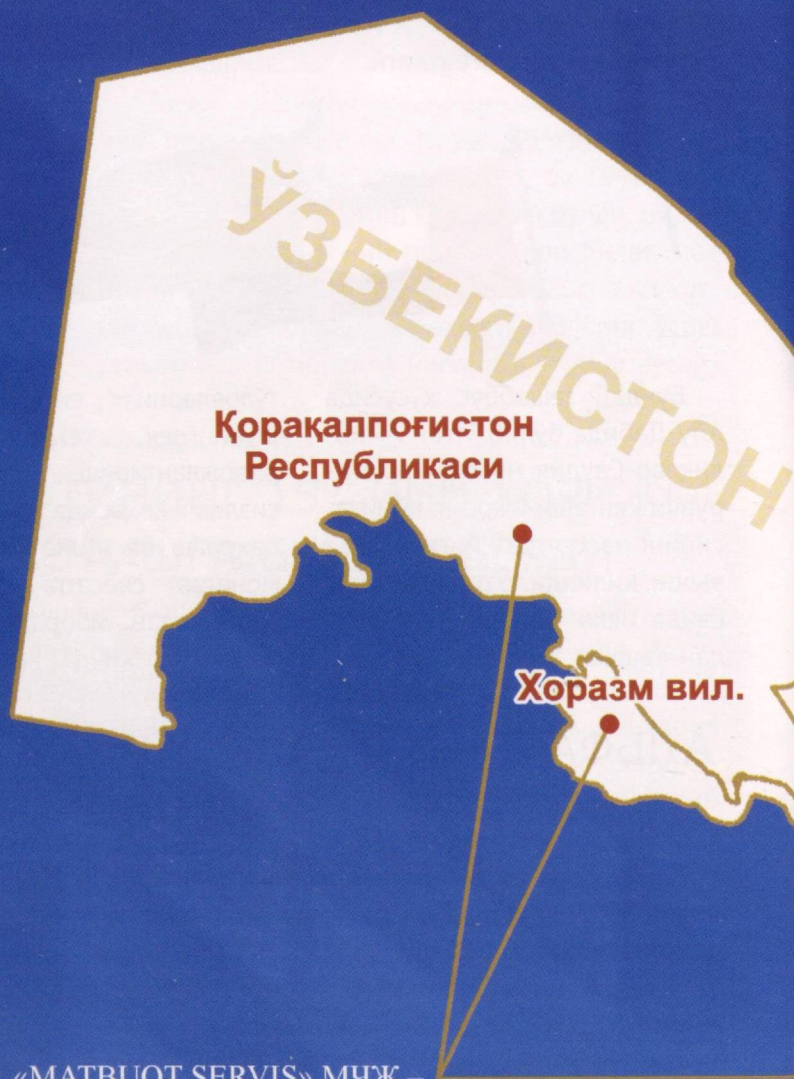 ЎЗБЕКИСТОН
Қорақалпоғистон
Республикаси
Хоразм вил.
«MATBUOT SERVIS» МЧЖ –